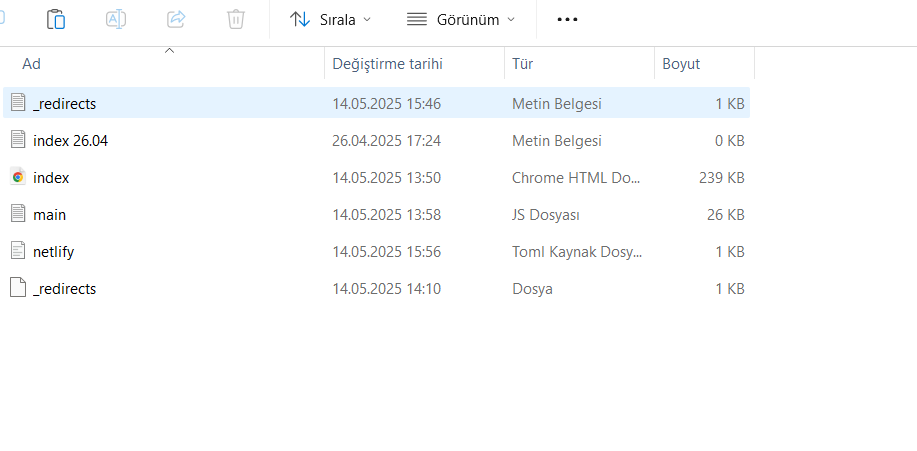 Sırala Görünüm
Ad Değiştirme tarihi Tür Boyut
_redirects 14.05.2025 15:46 Metin Belgesi 1 KB
index 26.04 26.04.2025 17:24 Metin Belgesi 0 KB
index 14.05.2025 13:50 Chrome HTML Do... 239 KB
main 14.05.2025 13:58 JS Dosyası 26 KB
netlify 14.05.2025 15:56 Toml Kaynak Dosy... 1 KB
_redirects 14.05.2025 14:10 Dosya 1 KB